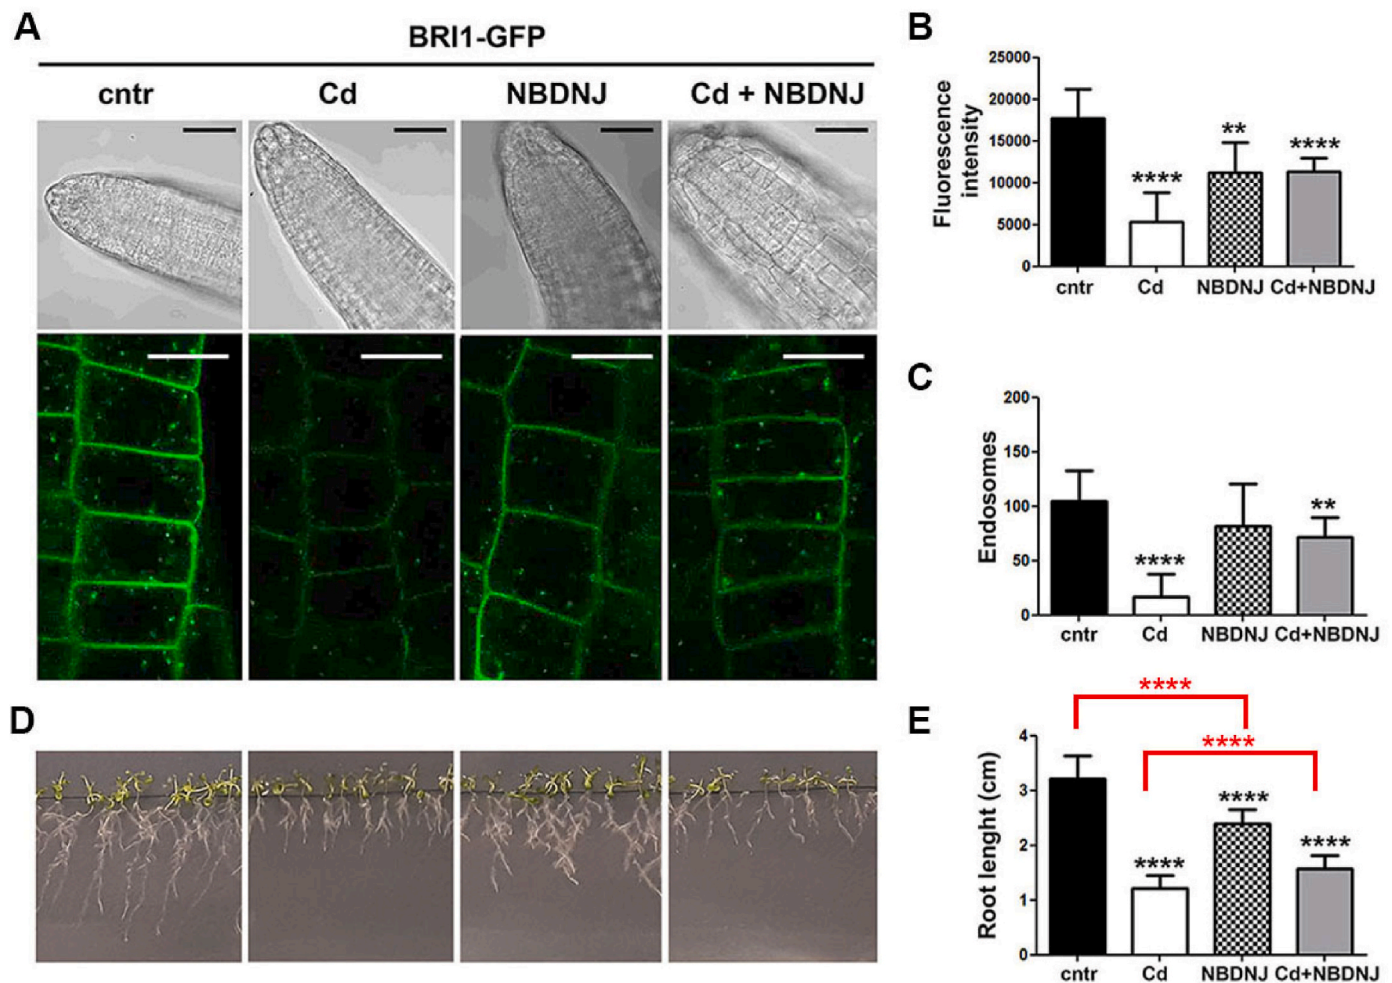 A
BRI1-GFP
cntr Cd NBDNJ Cd + NBDNJ
B
Fluorescence
intensity
25000
20000
15000
10000
5000
0
****
**
****
cntr Cd NBDNJ Cd+NBDNJ
C
Endosomes
200
150
100
50
0
****
**
cntr Cd NBDNJ Cd+NBDNJ
D
E
****
****
Root lenght (cm)
4
3
2
1
0
****
****
****
cntr Cd NBDNJ Cd+NBDNJ